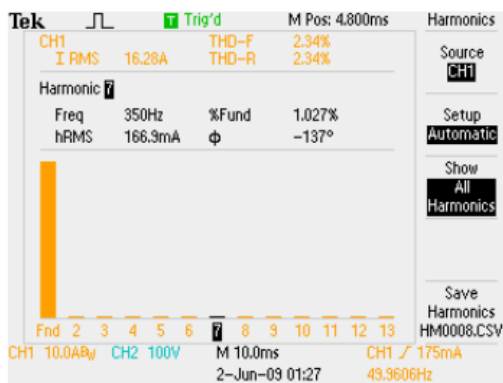 Tek T Trig'd M Pos: 4.800ms Harmonics
CH1 THD-F 2.34%
I RMS 16.28A THD-R 2.34%
Source
CH1
Harmonic 7
Freq 350Hz %Fund 1.027%
hRMS 166.9mA ϕ -137°
Setup
Automatic
Show
All
Harmonics
Save
Harmonics
HM0008.CSV
Fnd 2 3 4 5 6 7 8 9 10 11 12 13
CH1 10.0ABW CH2 100V M 10.0ms CH1 / 175mA
2-Jun-09 01:27 49.9606Hz